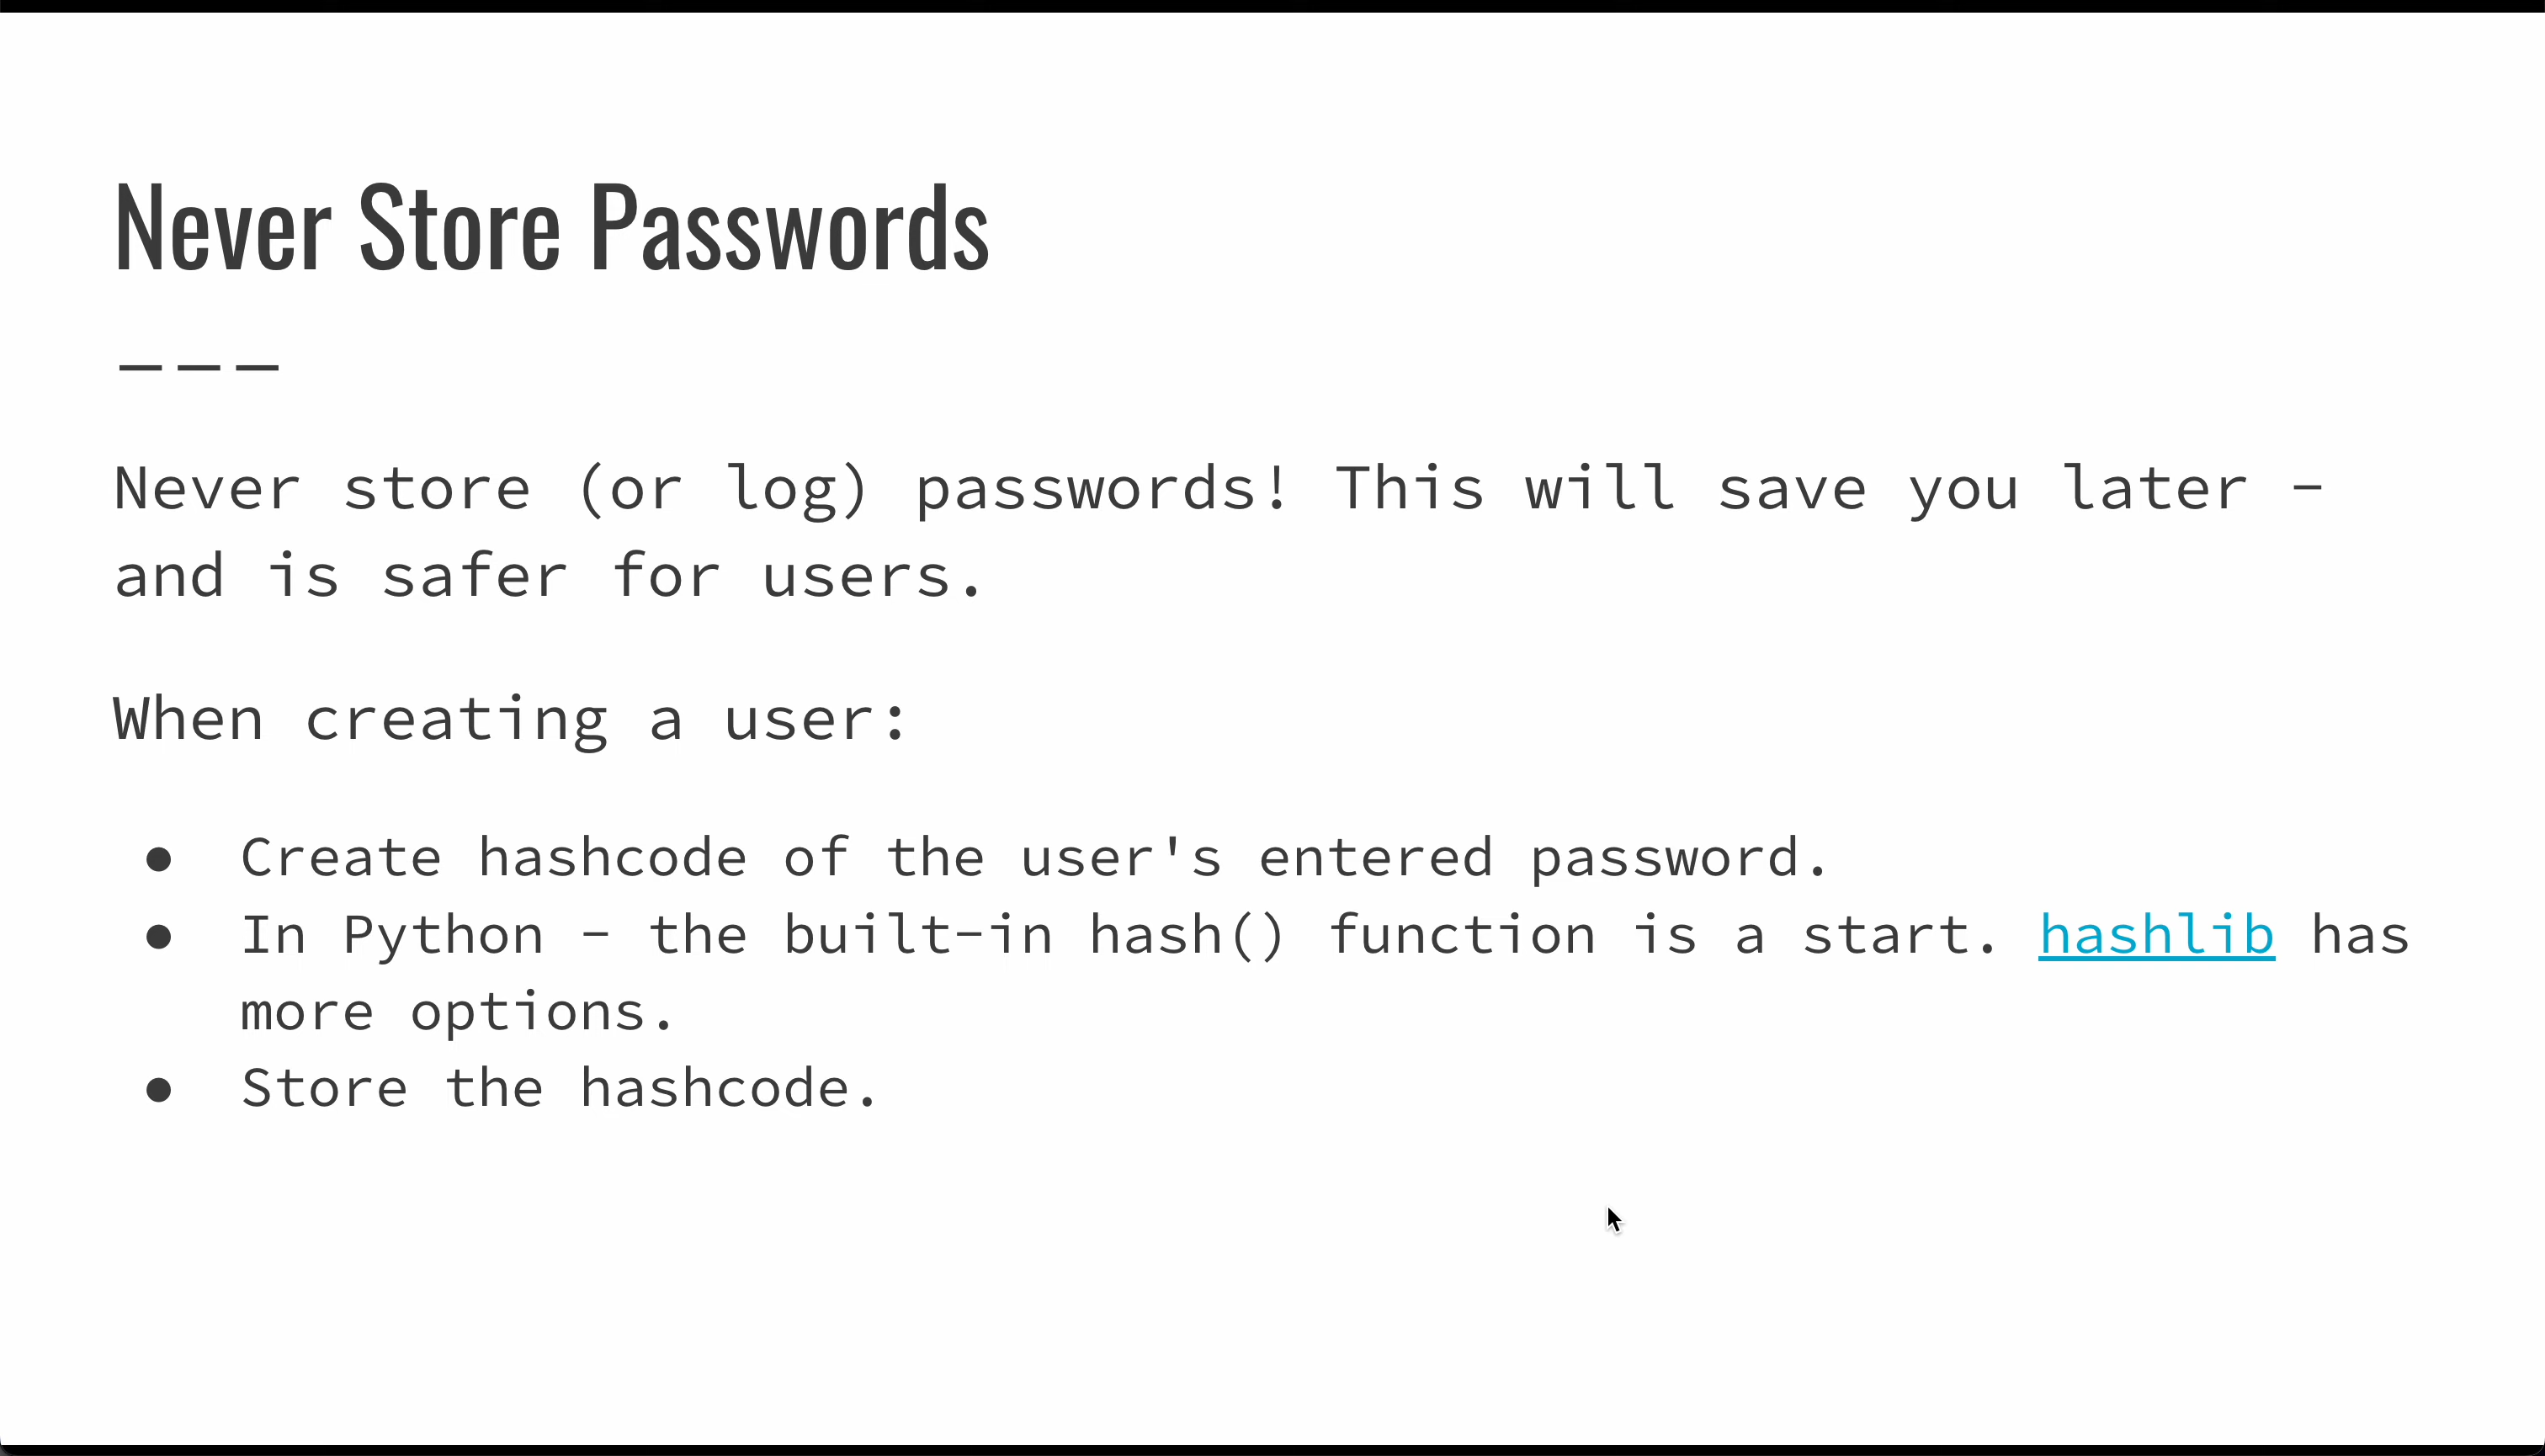 Never Store Passwords
———
Never store (or log) passwords! This will save you later -
and is safer for users.
When creating a user:
● Create hashcode of the user's entered password.
● In Python - the built-in hash() function is a start. hashlib has
more options.
● Store the hashcode.